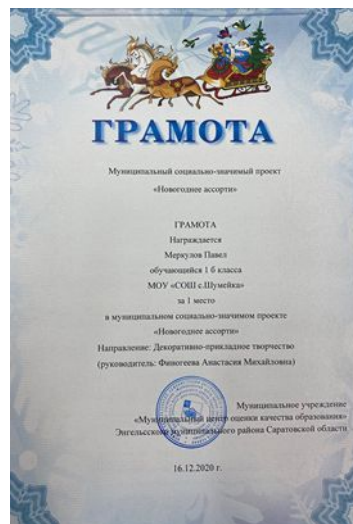 ГРАМОТА
Муниципальный социально-значимый проект
«Новогоднее ассорти»
ГРАМОТА
Награждается
Меркулов Павел
обучающийся 1 б класса
МОУ «СОШ с.Шумейка»
за 1 место
в муниципальном социально-значимом проекте
«Новогоднее ассорти»
Направление: Декоративно-прикладное творчество
(руководитель: Финогеева Анастасия Михайловна)
Муниципальное учреждение
«Муниципальный центр оценки качества образования»
Энгельсского муниципального района Саратовской области
16.12.2020 г.